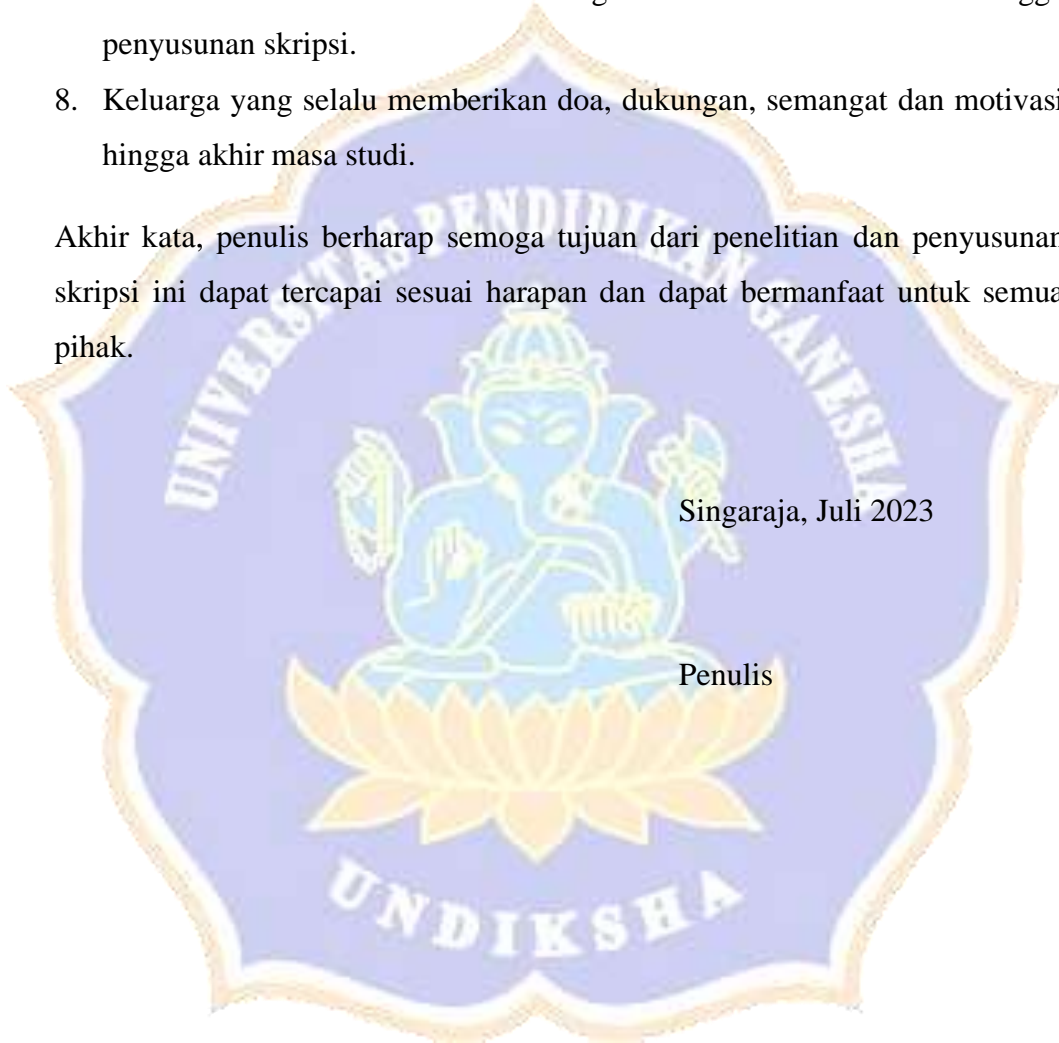 penyusunan skripsi.
8. Keluarga yang selalu memberikan doa, dukungan, semangat dan motivasi
hingga akhir masa studi.
Akhir kata, penulis berharap semoga tujuan dari penelitian dan penyusunan
skripsi ini dapat tercapai sesuai harapan dan dapat bermanfaat untuk semua
pihak.
UNIVERSITAS PENDIDIKAN GANESHA
Singaraja, Juli 2023
Penulis
UNDIKSHA